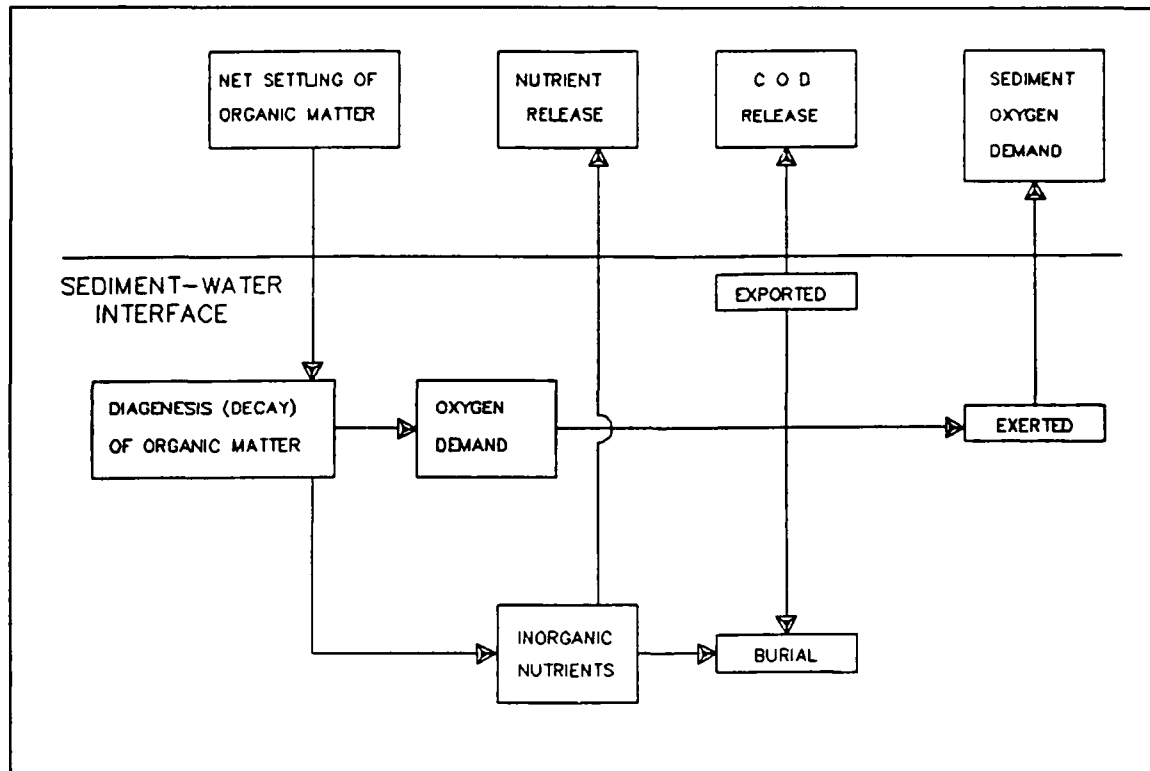 NET SETTLING OF
ORGANIC MATTER
NUTRIENT
RELEASE
C O D
RELEASE
SEDIMENT
OXYGEN
DEMAND
SEDIMENT-WATER
INTERFACE
EXPORTED
DIAGENESIS (DECAY)
OF ORGANIC MATTER
OXYGEN
DEMAND
EXERTED
INORGANIC
NUTRIENTS
BURIAL